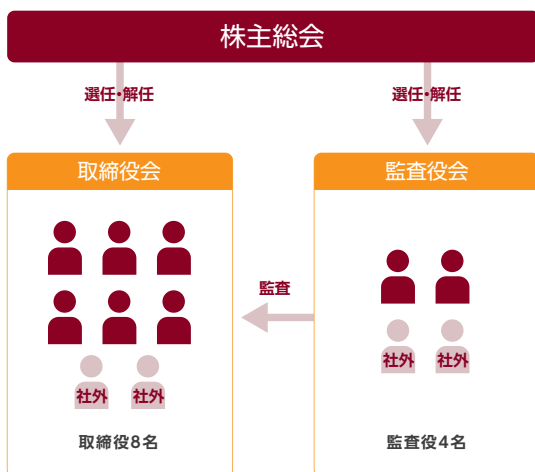 株主総会
選任・解任
選任・解任
取締役会
監査役会
監査
社外
社外
社外
社外
取締役8名
監査役4名